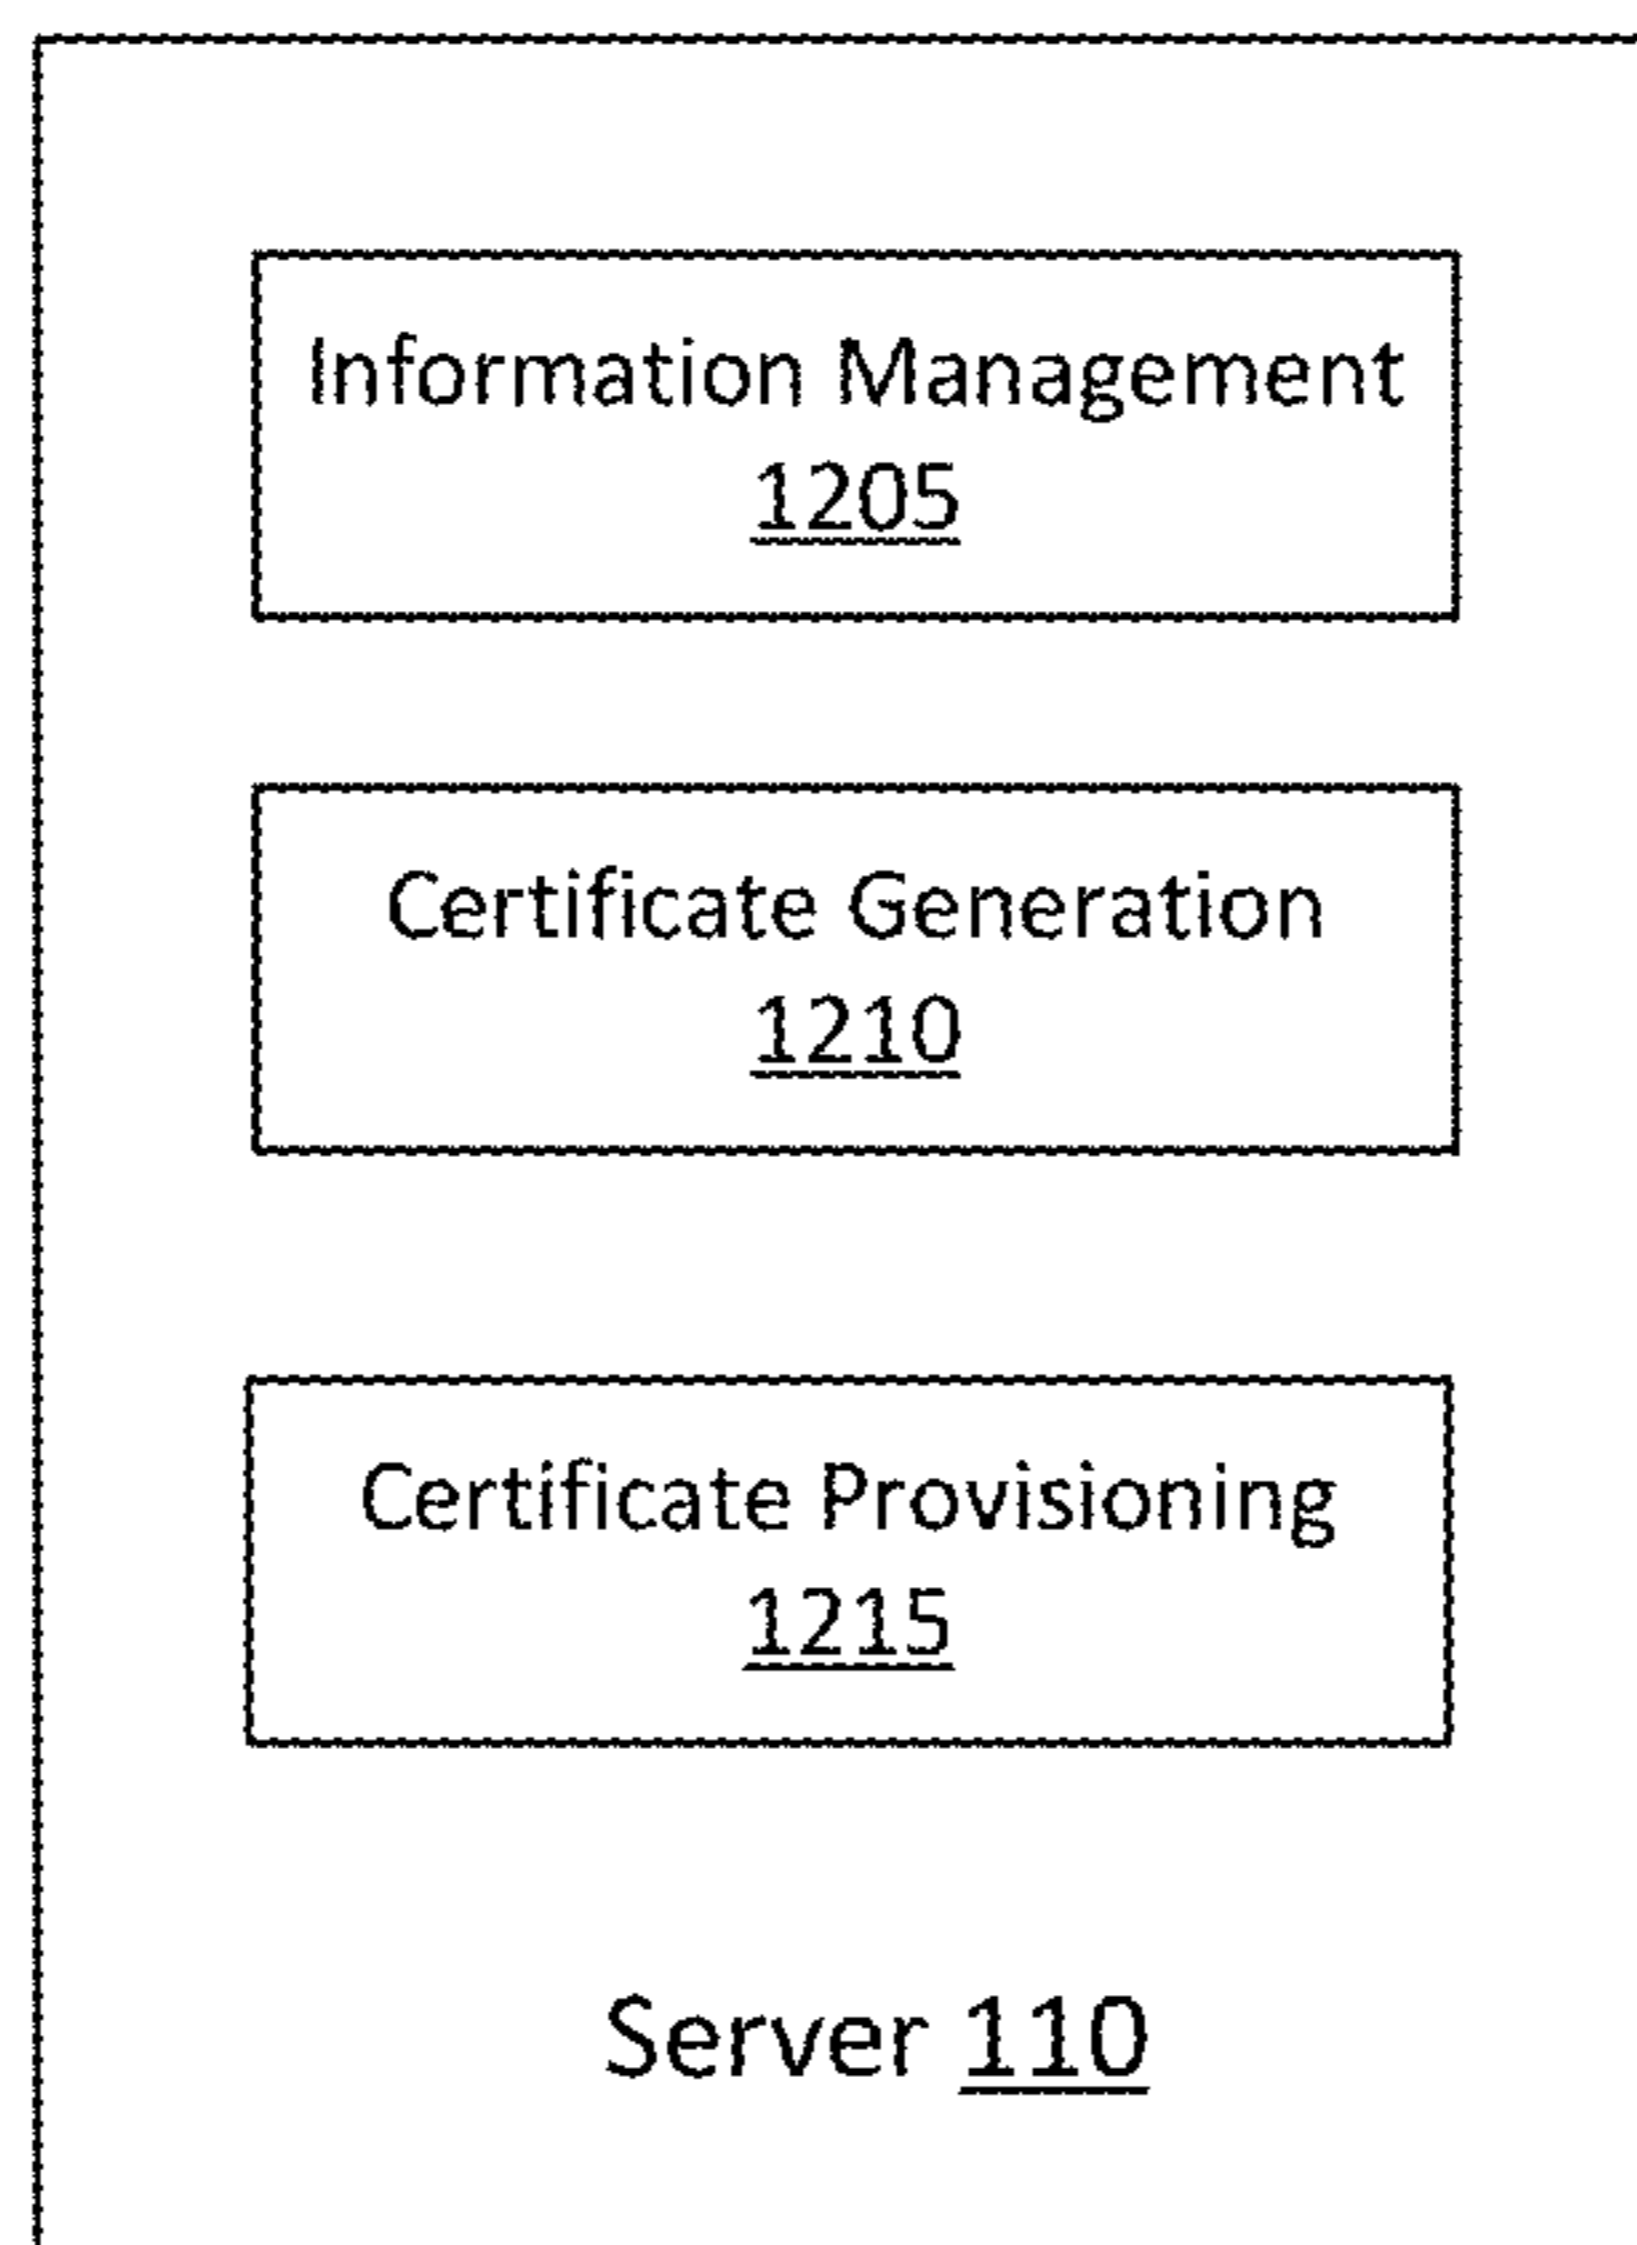 Information Management
1205
Certificate Generation
1210
Certificate Provisioning
1215
Server 110